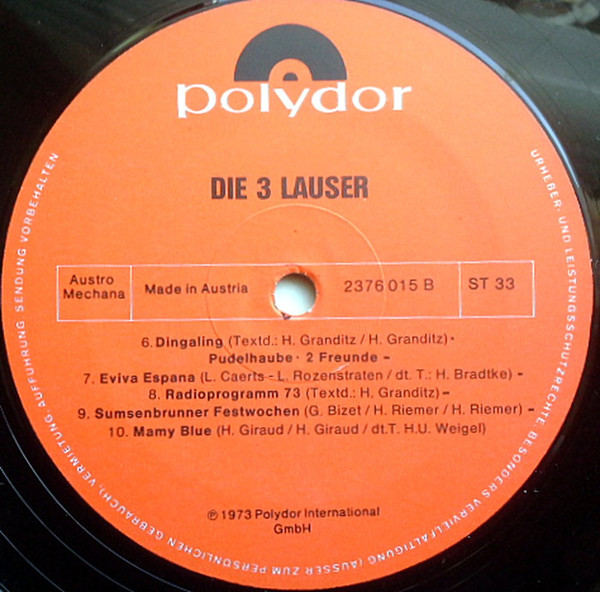 polydor
DIE 3 LAUSER
Austro
Mechana
Made in Austria
2376 015 B
ST 33
6. Dingaling (Textd.: H. Granditz / H. Granditz) ·
Pudelhaube · 2 Freunde –
7. Eviva Espana (L. Caerts - L. Rozenstraten / dt. T.: H. Bradtke) –
8. Radioprogramm 73 (Textd.: H. Granditz) –
9. Sumsenbrunner Festwochen (G. Bizet / H. Riemer / H. Riemer) –
10. Mamy Blue (H. Giraud / H. Giraud / dt.T. H.U. Weigel)
℗ 1973 Polydor International
GmbH
URHEBER- UND LEISTUNGSSCHUTZRECHTE BESONDERS VERVIELFÄLTIGUNG (AUSSER ZUM PERSÖNLICHEN GEBRAUCH), VERMIETUNG, AUFFÜHRUNG, SENDUNG VORBEHALTEN